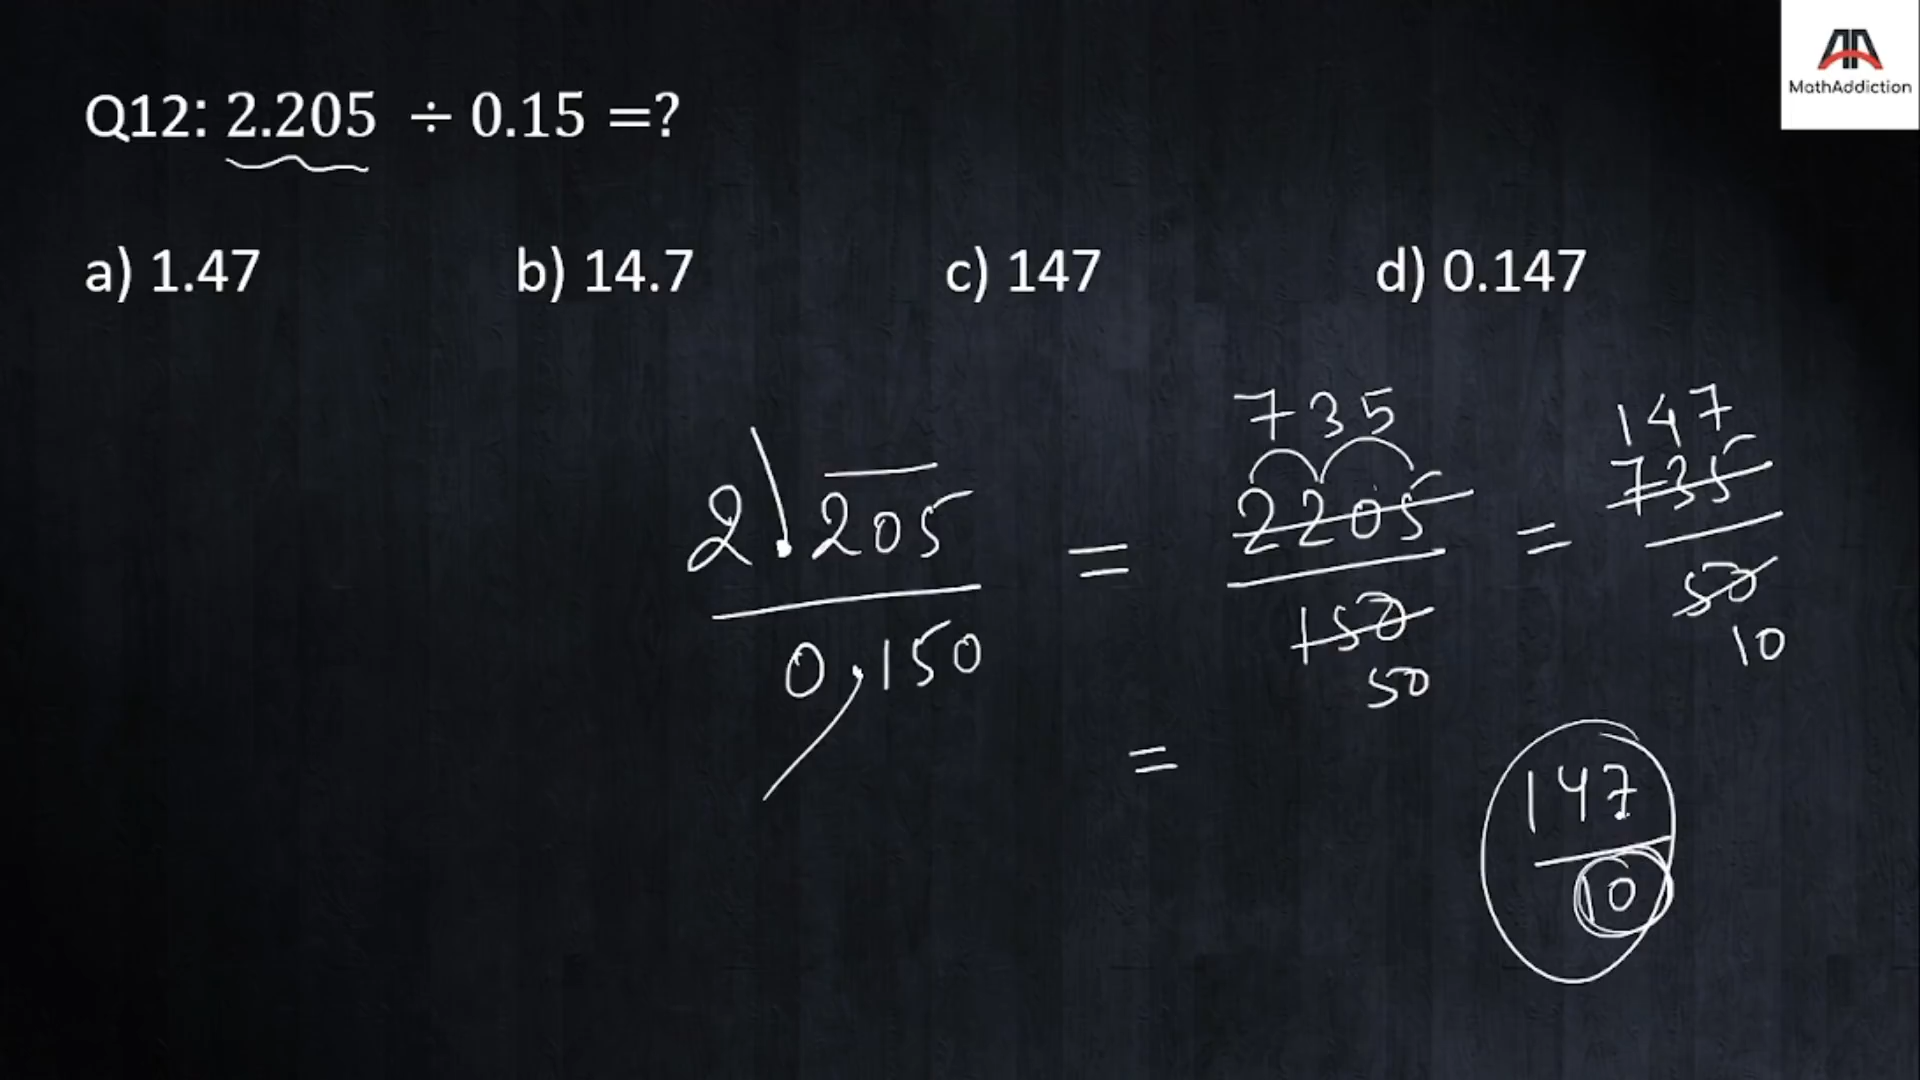 MathAddiction
Q12: 2.205 ÷ 0.15 =?
a) 1.47 b) 14.7 c) 147 d) 0.147
735 147
2.205 = 2205 = 735
0,150 150 50
50 10
= 147
10